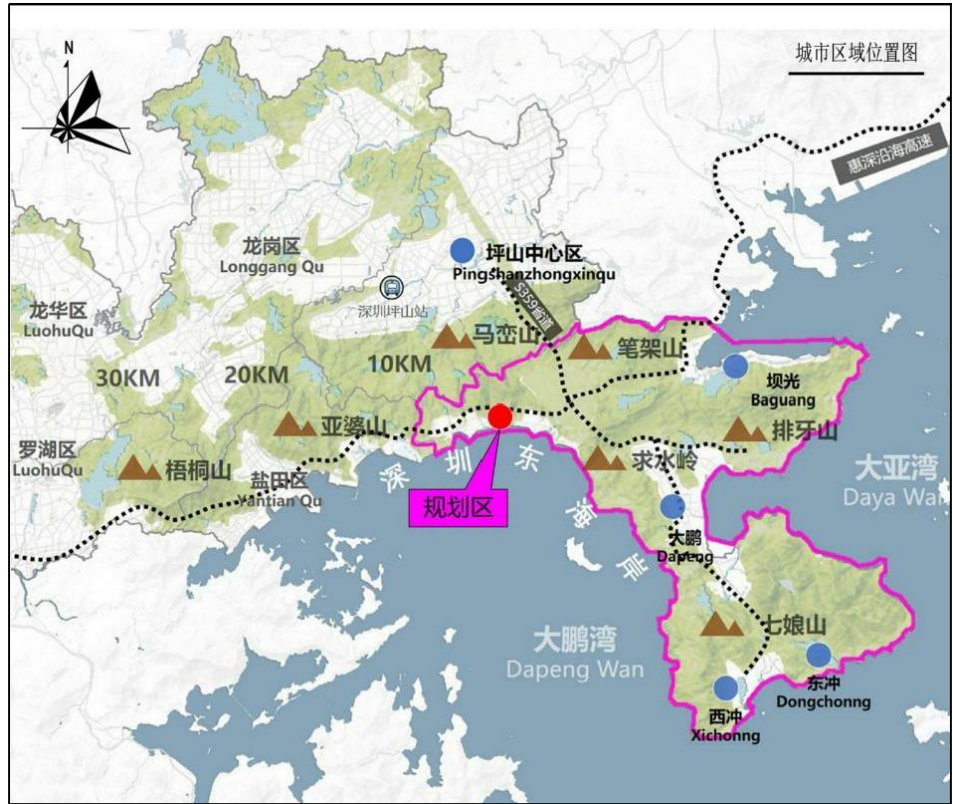 城市区域位置图
N
惠深沿海高速
龙岗区
Longgang Qu
坪山中心区
Pingshanzhongxinqu
S359省道
深圳坪山站
龙华区
LuohuQu
马峦山
笔架山
30KM
20KM
10KM
坝光
Baguang
亚婆山
排牙山
罗湖区
LuohuQu
梧桐山
盐田区
Yantian Qu
深圳东海岸
求水岭
大亚湾
Daya Wan
规划区
大鹏
Dapeng
大鹏湾
Dapeng Wan
七娘山
东冲
Dongchonng
西冲
Xichonng